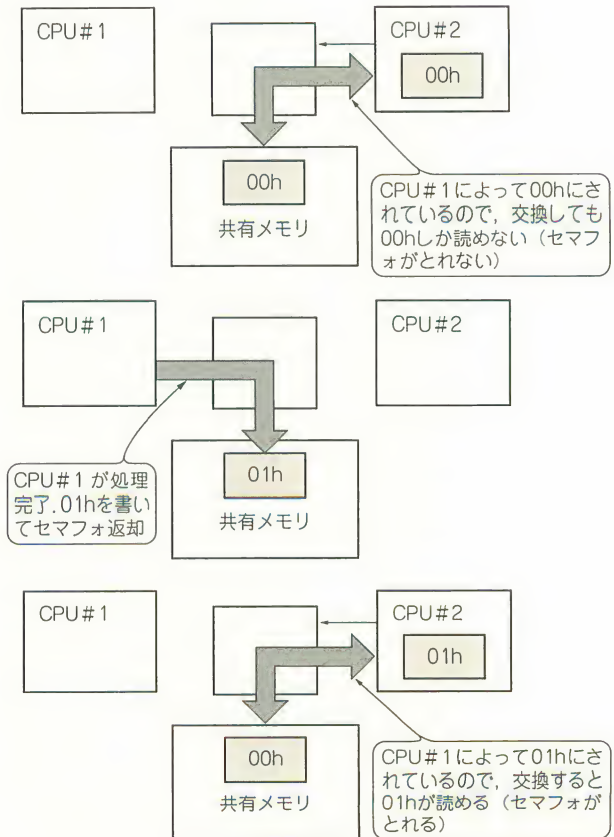 CPU#1
CPU#2
00h
00h
共有メモリ
CPU#1によって00hにさ
れているので，交換しても
00hしか読めない（セマフ
ォがとれない）
CPU#1
CPU#2
CPU#1が処理
完了．01hを書い
てセマフォ返却
01h
共有メモリ
CPU#1
CPU#2
01h
00h
共有メモリ
CPU#1によって01hにさ
れているので，交換すると
01hが読める（セマフォが
とれる）